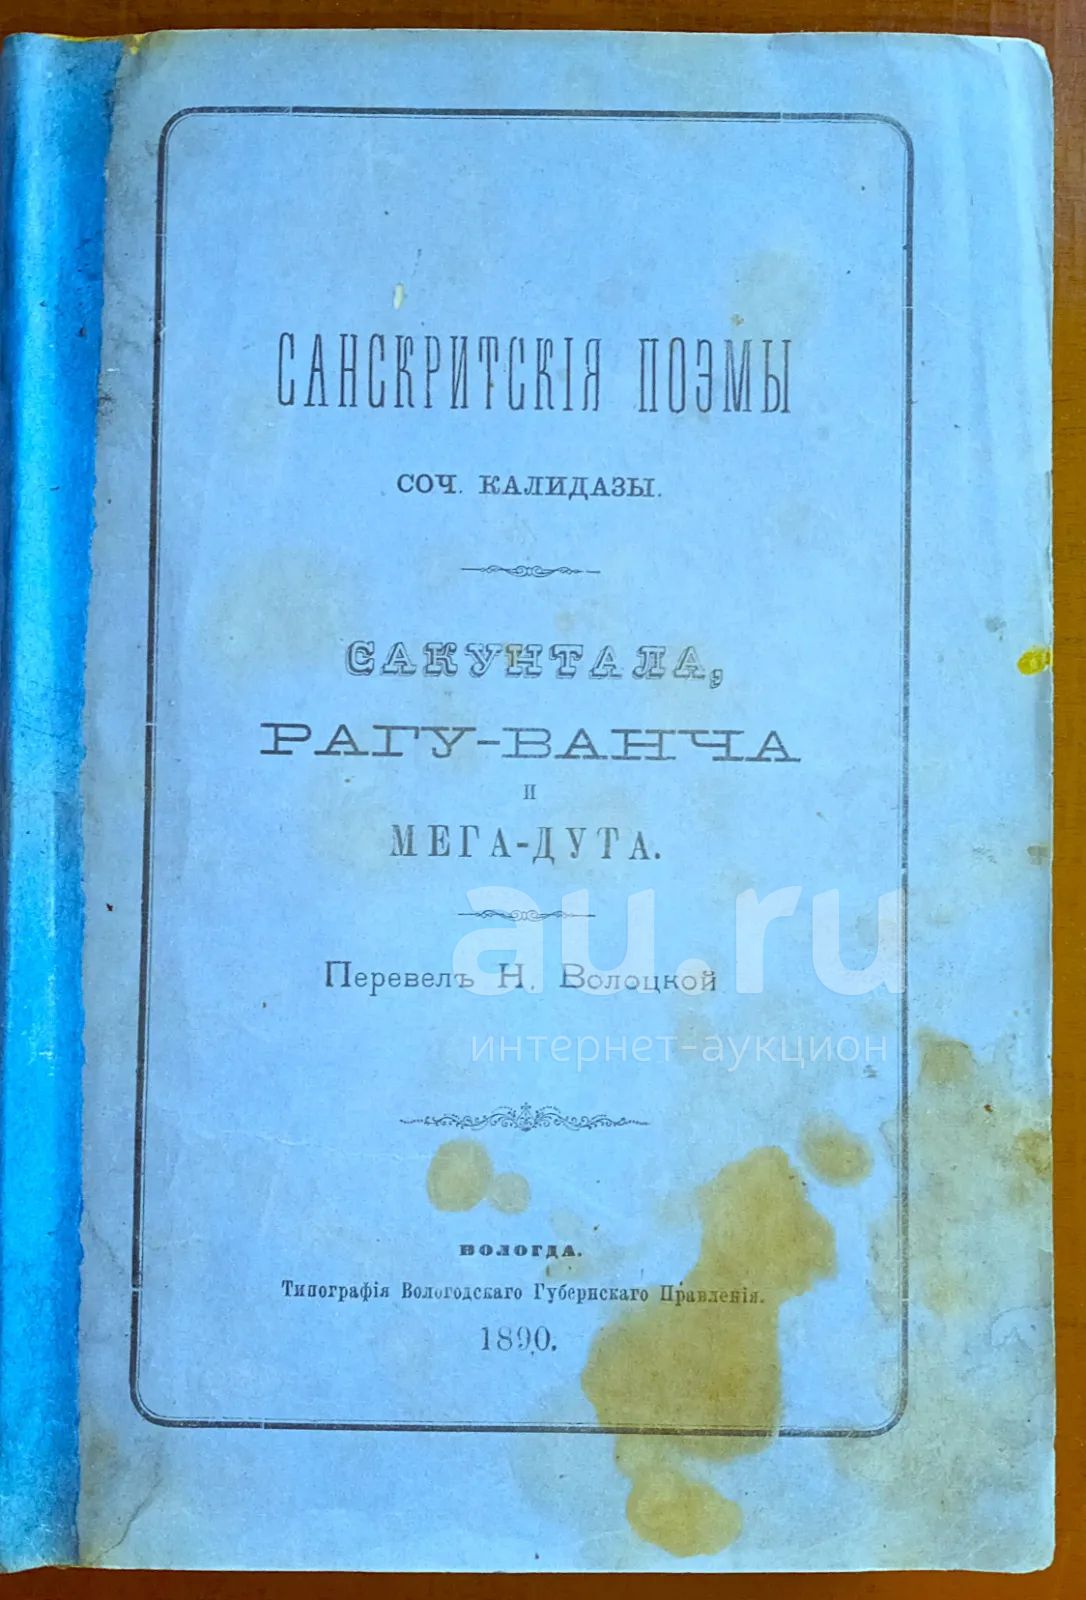 САНСКРИТСКІЯ ПОЭМЫ
СОЧ. КАЛИДАЗЫ.
САКУНТАЛА,
РАГУ-ВАНЧА
И
МЕГА-ДУТА.
Перевелъ Н. Волоцкой
ВОЛОГДА.
Типографія Вологодскаго Губернскаго Правленія.
1890.
au.ru
интернет-аукцион